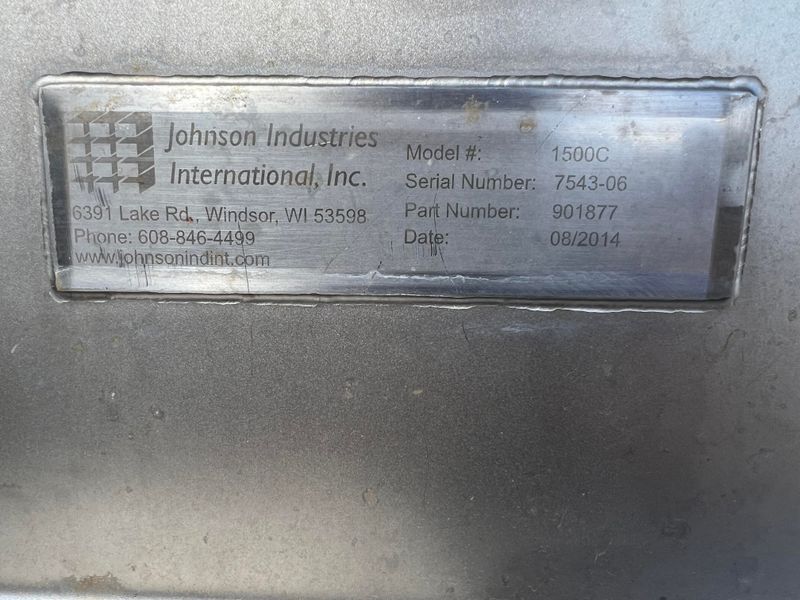 Johnson Industries
International, Inc.
6391 Lake Rd., Windsor, WI 53598
Phone: 608-846-4499
www.johnsonindint.com
Model #: 1500C
Serial Number: 7543-06
Part Number: 901877
Date: 08/2014